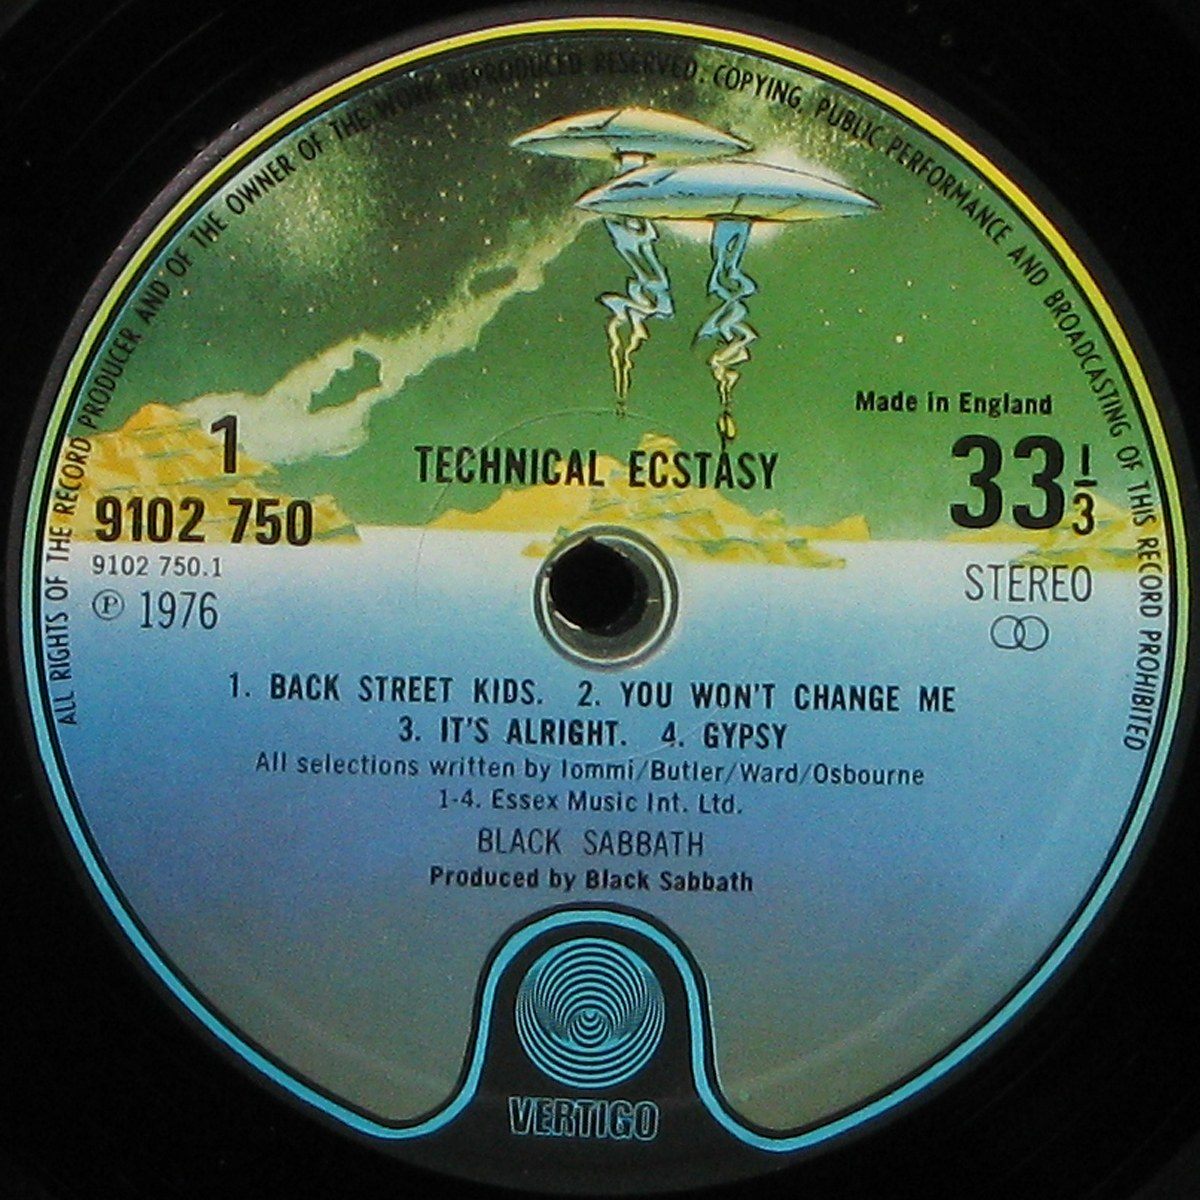 ALL RIGHTS OF THE RECORD PRODUCER AND OF THE OWNER OF THE WORK REPRODUCED RESERVED. COPYING, PUBLIC PERFORMANCE AND BROADCASTING OF THIS RECORD PROHIBITED
Made in England
1
TECHNICAL ECSTASY
33 1/3
9102 750
9102 750.1
STEREO
℗ 1976
1. BACK STREET KIDS. 2. YOU WON'T CHANGE ME
3. IT'S ALRIGHT. 4. GYPSY
All selections written by Iommi/Butler/Ward/Osbourne
1-4. Essex Music Int. Ltd.
BLACK SABBATH
Produced by Black Sabbath
VERTIGO